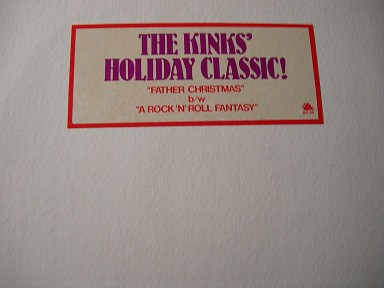 THE KINKS'
HOLIDAY CLASSIC!
"FATHER CHRISTMAS"
b/w
"A ROCK 'N' ROLL FANTASY"